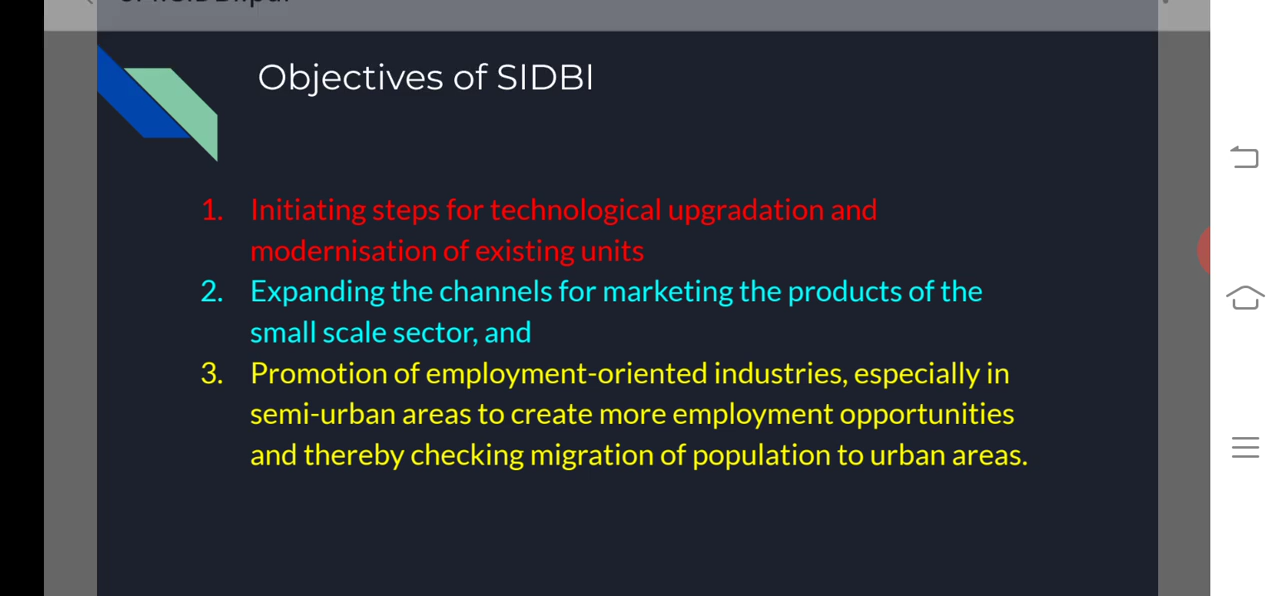 Objectives of SIDBI
1. Initiating steps for technological upgradation and
modernisation of existing units
2. Expanding the channels for marketing the products of the
small scale sector, and
3. Promotion of employment-oriented industries, especially in
semi-urban areas to create more employment opportunities
and thereby checking migration of population to urban areas.